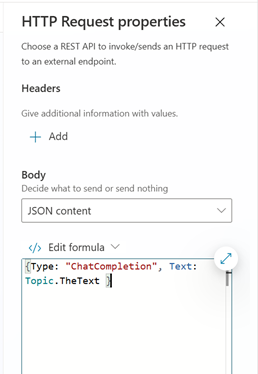 HTTP Request properties
Choose a REST API to invoke/sends an HTTP request
to an external endpoint.
Headers
Give additional information with values.
Add
Body
Decide what to send or send nothing
JSON content
</> Edit formula
{Type: "ChatCompletion", Text:
Topic.TheText }